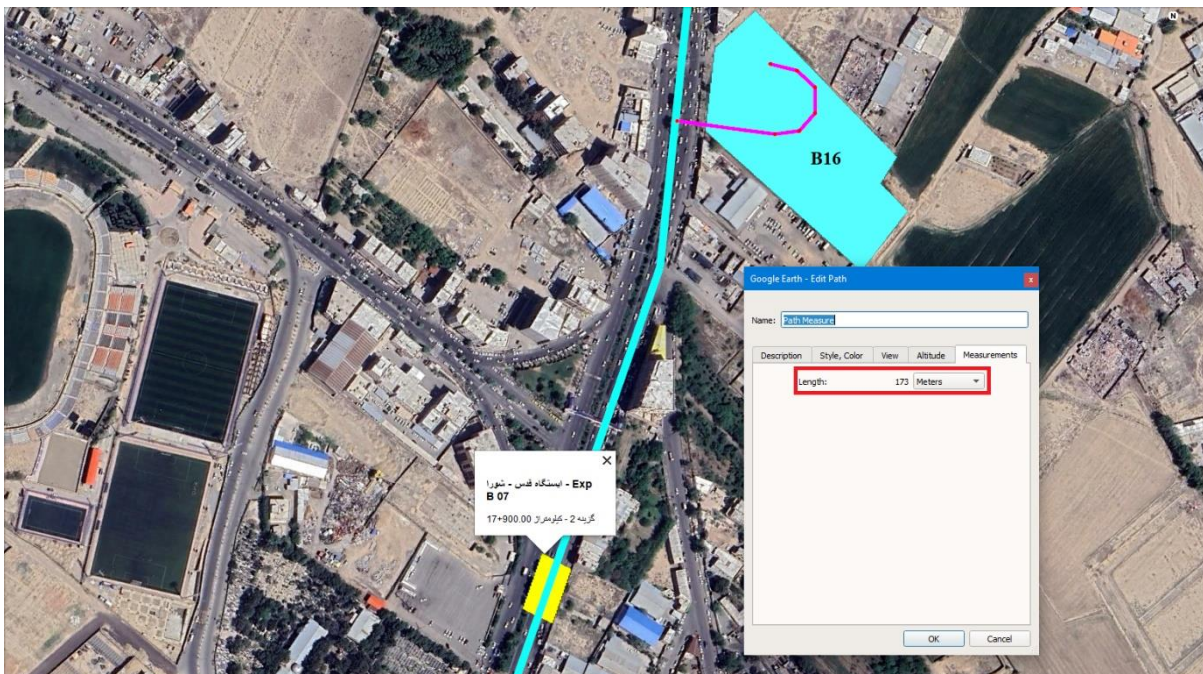 N
B16
Google Earth - Edit Path
x
Name: Path Measure
Description Style, Color View Altitude Measurements
Length: 173 Meters
Exp - ایستگاه قدس - شورا
B 07
گزینه 2 - کیلومتراژ 17+900.00
OK Cancel